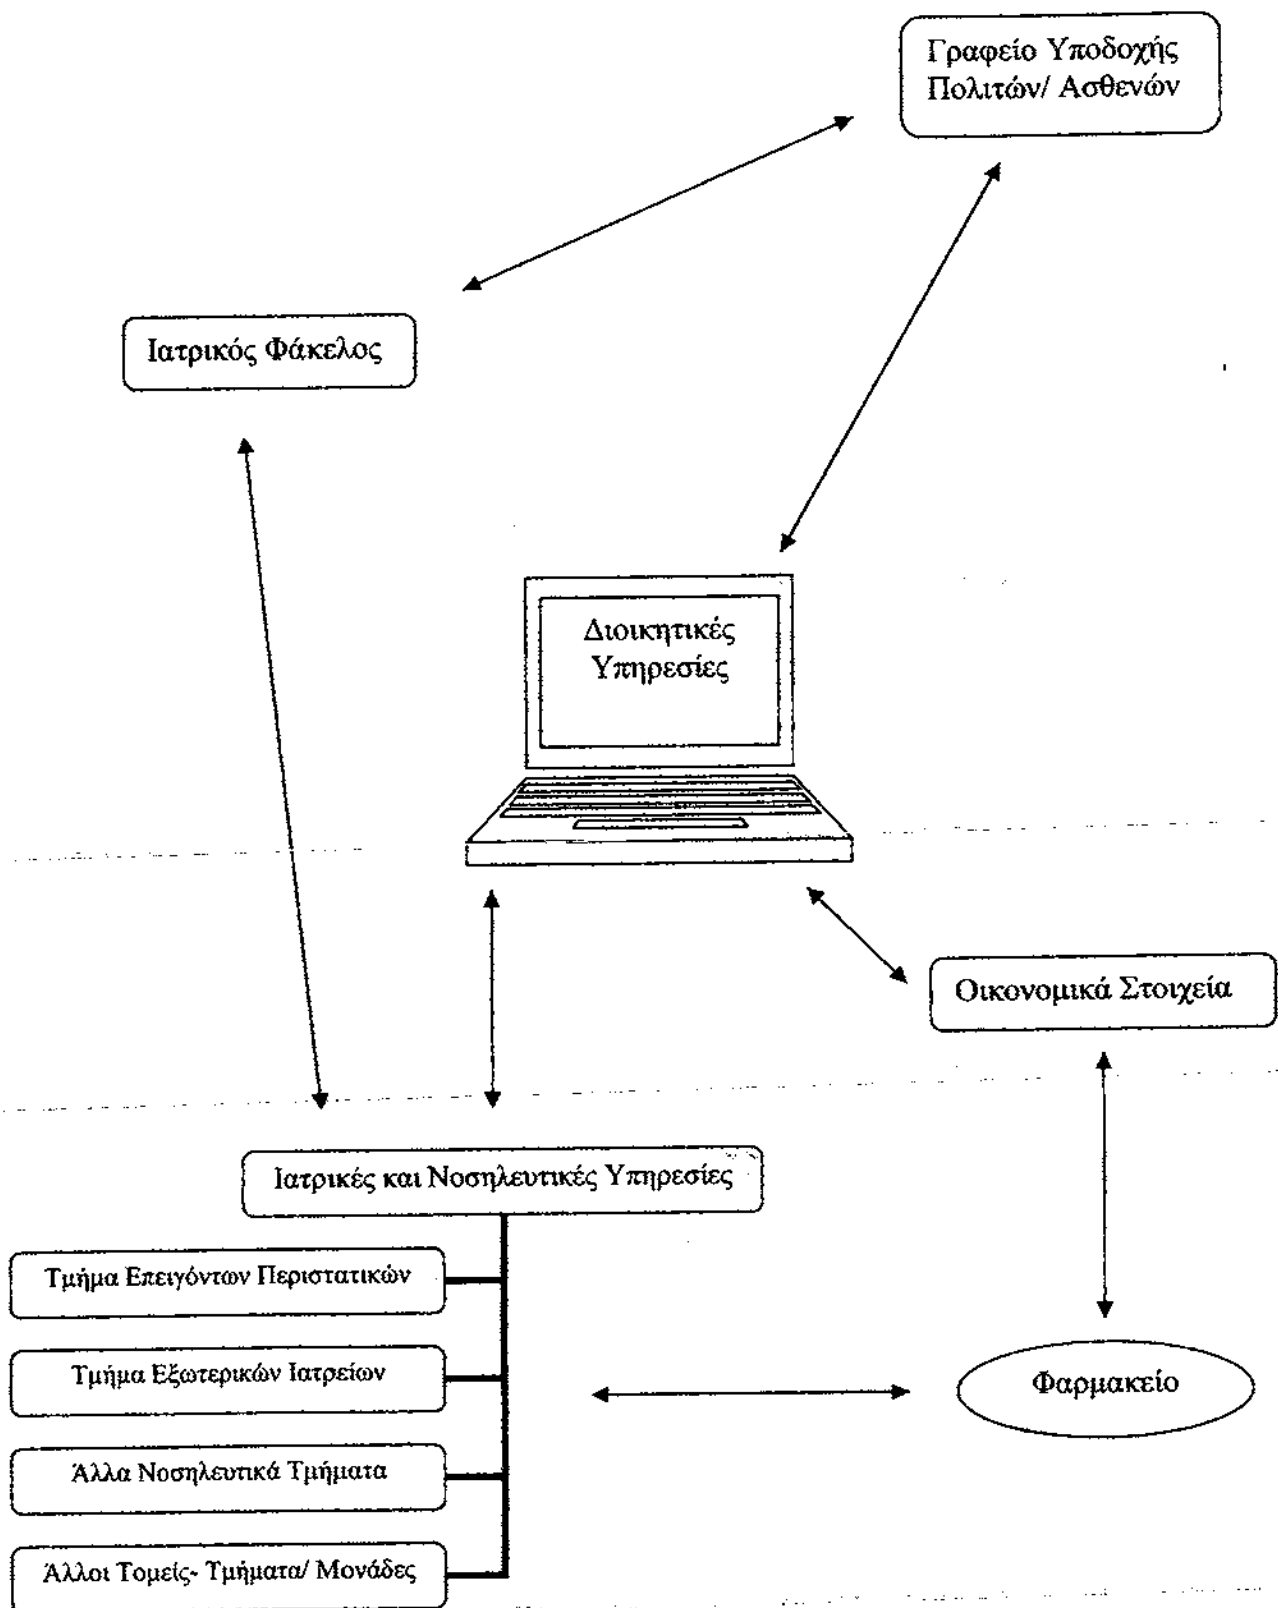 Γραφείο Υποδοχής
Πολιτών/ Ασθενών
Ιατρικός Φάκελος
Διοικητικές
Υπηρεσίες
Οικονομικά Στοιχεία
Ιατρικές και Νοσηλευτικές Υπηρεσίες
Τμήμα Επειγόντων Περιστατικών
Τμήμα Εξωτερικών Ιατρείων
Φαρμακείο
Άλλα Νοσηλευτικά Τμήματα
Άλλοι Τομείς- Τμήματα/ Μονάδες